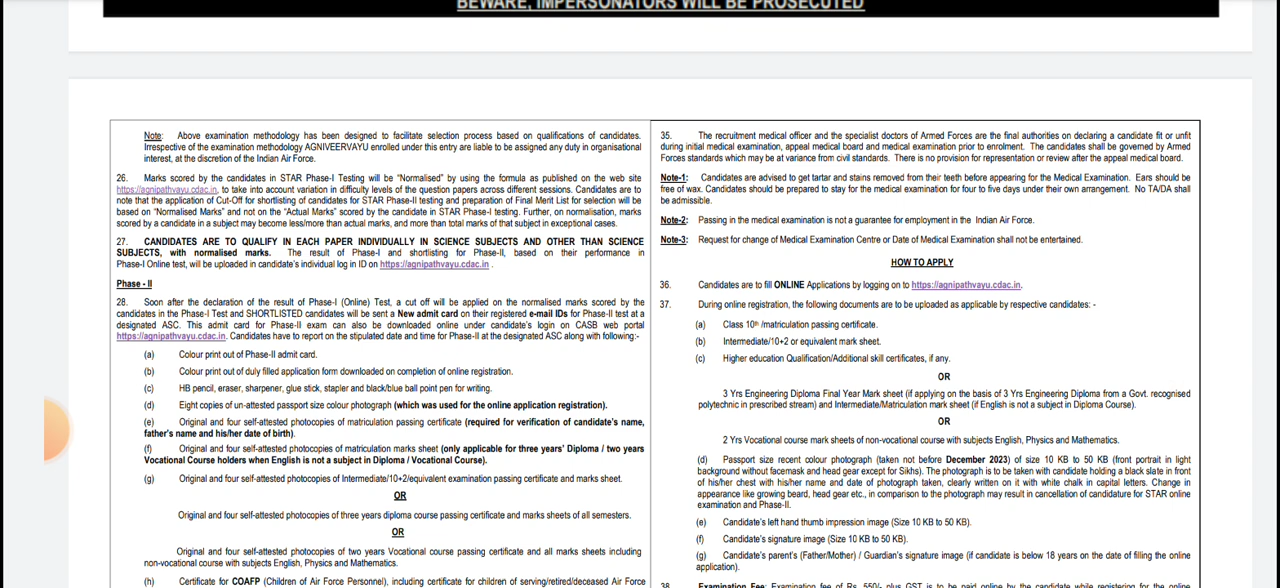 BEWARE, IMPERSONATORS WILL BE PROSECUTED
Note: Above examination methodology has been designed to facilitate selection process based on qualifications of candidates.
Irrespective of the examination methodology AGNIVEERVAYU enrolled under this entry are liable to be assigned any duty in organisational
interest, at the discretion of the Indian Air Force.
26. Marks scored by the candidates in STAR Phase-I Testing will be “Normalised” by using the formula as published on the web site
https://agnipathvayu.cdac.in, to take into account variation in difficulty levels of the question papers across different sessions. Candidates are to
note that the application of Cut-Off for shortlisting of candidates for STAR Phase-II testing and preparation of Final Merit List for selection will be
based on “Normalised Marks” and not on the “Actual Marks” scored by the candidate in STAR Phase-I testing. Further, on normalisation, marks
scored by a candidate in a subject may become less/more than actual marks, and more than total marks of that subject in exceptional cases.
27. CANDIDATES ARE TO QUALIFY IN EACH PAPER INDIVIDUALLY IN SCIENCE SUBJECTS AND OTHER THAN SCIENCE
SUBJECTS, with normalised marks. The result of Phase-I and shortlisting for Phase-II, based on their performance in
Phase-I Online test, will be uploaded in candidate’s individual log in ID on https://agnipathvayu.cdac.in .
Phase - II
28. Soon after the declaration of the result of Phase-I (Online) Test, a cut off will be applied on the normalised marks scored by the
candidates in the Phase-I Test and SHORTLISTED candidates will be sent a New admit card on their registered e-mail IDs for Phase-II test at a
designated ASC. This admit card for Phase-II exam can also be downloaded online under candidate’s login on CASB web portal
https://agnipathvayu.cdac.in. Candidates have to report on the stipulated date and time for Phase-II at the designated ASC along with following:-
(a) Colour print out of Phase-II admit card.
(b) Colour print out of duly filled application form downloaded on completion of online registration.
(c) HB pencil, eraser, sharpener, glue stick, stapler and black/blue ball point pen for writing.
(d) Eight copies of un-attested passport size colour photograph (which was used for the online application registration).
(e) Original and four self-attested photocopies of matriculation passing certificate (required for verification of candidate’s name,
father’s name and his/her date of birth).
(f) Original and four self-attested photocopies of matriculation marks sheet (only applicable for three years’ Diploma / two years
Vocational Course holders when English is not a subject in Diploma / Vocational Course).
(g) Original and four self-attested photocopies of Intermediate/10+2/equivalent examination passing certificate and marks sheet.
OR
Original and four self-attested photocopies of three years diploma course passing certificate and marks sheets of all semesters.
OR
Original and four self-attested photocopies of two years Vocational course passing certificate and all marks sheets including
non-vocational course with subjects English, Physics and Mathematics.
(h) Certificate for COAFP (Children of Air Force Personnel), including certificate for children of serving/retired/deceased Air Force
35. The recruitment medical officer and the specialist doctors of Armed Forces are the final authorities on declaring a candidate fit or unfit
during initial medical examination, appeal medical board and medical examination prior to enrolment. The candidates shall be governed by Armed
Forces standards which may be at variance from civil standards. There is no provision for representation or review after the appeal medical board.
Note-1: Candidates are advised to get tartar and stains removed from their teeth before appearing for the Medical Examination. Ears should be
free of wax. Candidates should be prepared to stay for the medical examination for four to five days under their own arrangement. No TA/DA shall
be admissible.
Note-2: Passing in the medical examination is not a guarantee for employment in the Indian Air Force.
Note-3: Request for change of Medical Examination Centre or Date of Medical Examination shall not be entertained.
HOW TO APPLY
36. Candidates are to fill ONLINE Applications by logging on to https://agnipathvayu.cdac.in.
37. During online registration, the following documents are to be uploaded as applicable by respective candidates: -
(a) Class 10th /matriculation passing certificate.
(b) Intermediate/10+2 or equivalent mark sheet.
(c) Higher education Qualification/Additional skill certificates, if any.
OR
3 Yrs Engineering Diploma Final Year Mark sheet (if applying on the basis of 3 Yrs Engineering Diploma from a Govt. recognised
polytechnic in prescribed stream) and Intermediate/Matriculation mark sheet (if English is not a subject in Diploma Course).
OR
2 Yrs Vocational course mark sheets of non-vocational course with subjects English, Physics and Mathematics.
(d) Passport size recent colour photograph (taken not before December 2023) of size 10 KB to 50 KB (front portrait in light
background without facemask and head gear except for Sikhs). The photograph is to be taken with candidate holding a black slate in front
of his/her chest with his/her name and date of photograph taken, clearly written on it with white chalk in capital letters. Change in
appearance like growing beard, head gear etc., in comparison to the photograph may result in cancellation of candidature for STAR online
examination and Phase-II.
(e) Candidate’s left hand thumb impression image (Size 10 KB to 50 KB).
(f) Candidate’s signature image (Size 10 KB to 50 KB).
(g) Candidate’s parent’s (Father/Mother) / Guardian’s signature image (if candidate is below 18 years on the date of filling the online
application).
38. Examination Fee: Examination fee of Rs. 550/- plus GST is to be paid online by the candidate while registering for the online